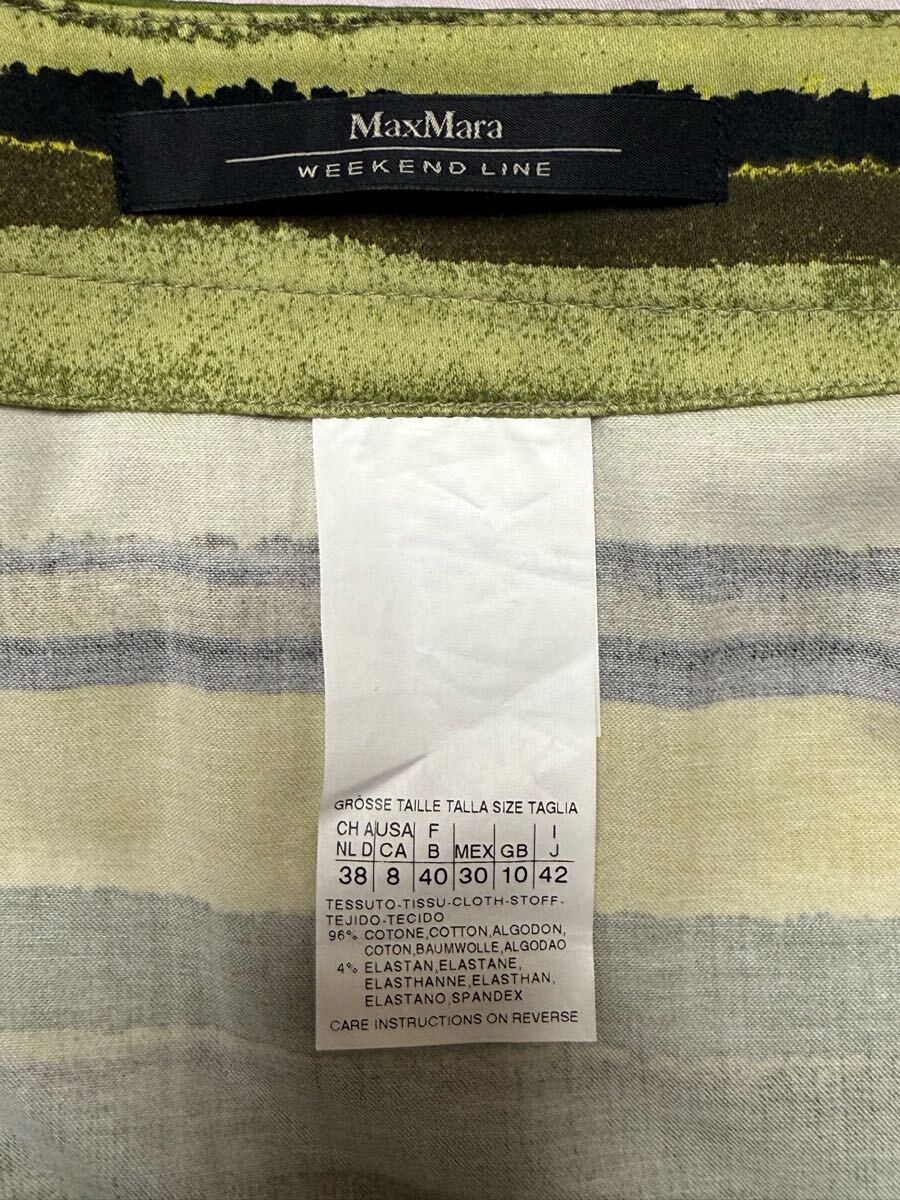 MaxMara
WEEKEND LINE
GRÖSSE TAILLE TALLA SIZE TAGLIA
CH A USA F I
NL D CA B MEX GB J
38 8 40 30 10 42
TESSUTO-TISSU-CLOTH-STOFF-
TEJIDO-TECIDO
96% COTONE,COTTON,ALGODON,
COTON,BAUMWOLLE,ALGODAO
4% ELASTAN,ELASTANE,
ELASTHANNE,ELASTHAN,
ELASTANO,SPANDEX
CARE INSTRUCTIONS ON REVERSE